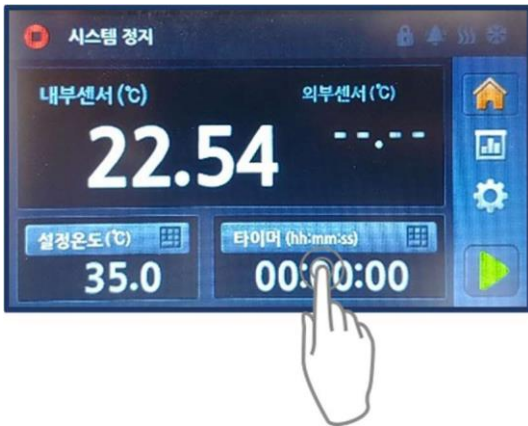 시스템 정지
내부센서 (℃)
외부센서 (℃)
22.54
--.--
설정온도(℃)
타이머 (hh:mm:ss)
35.0
00:00:00